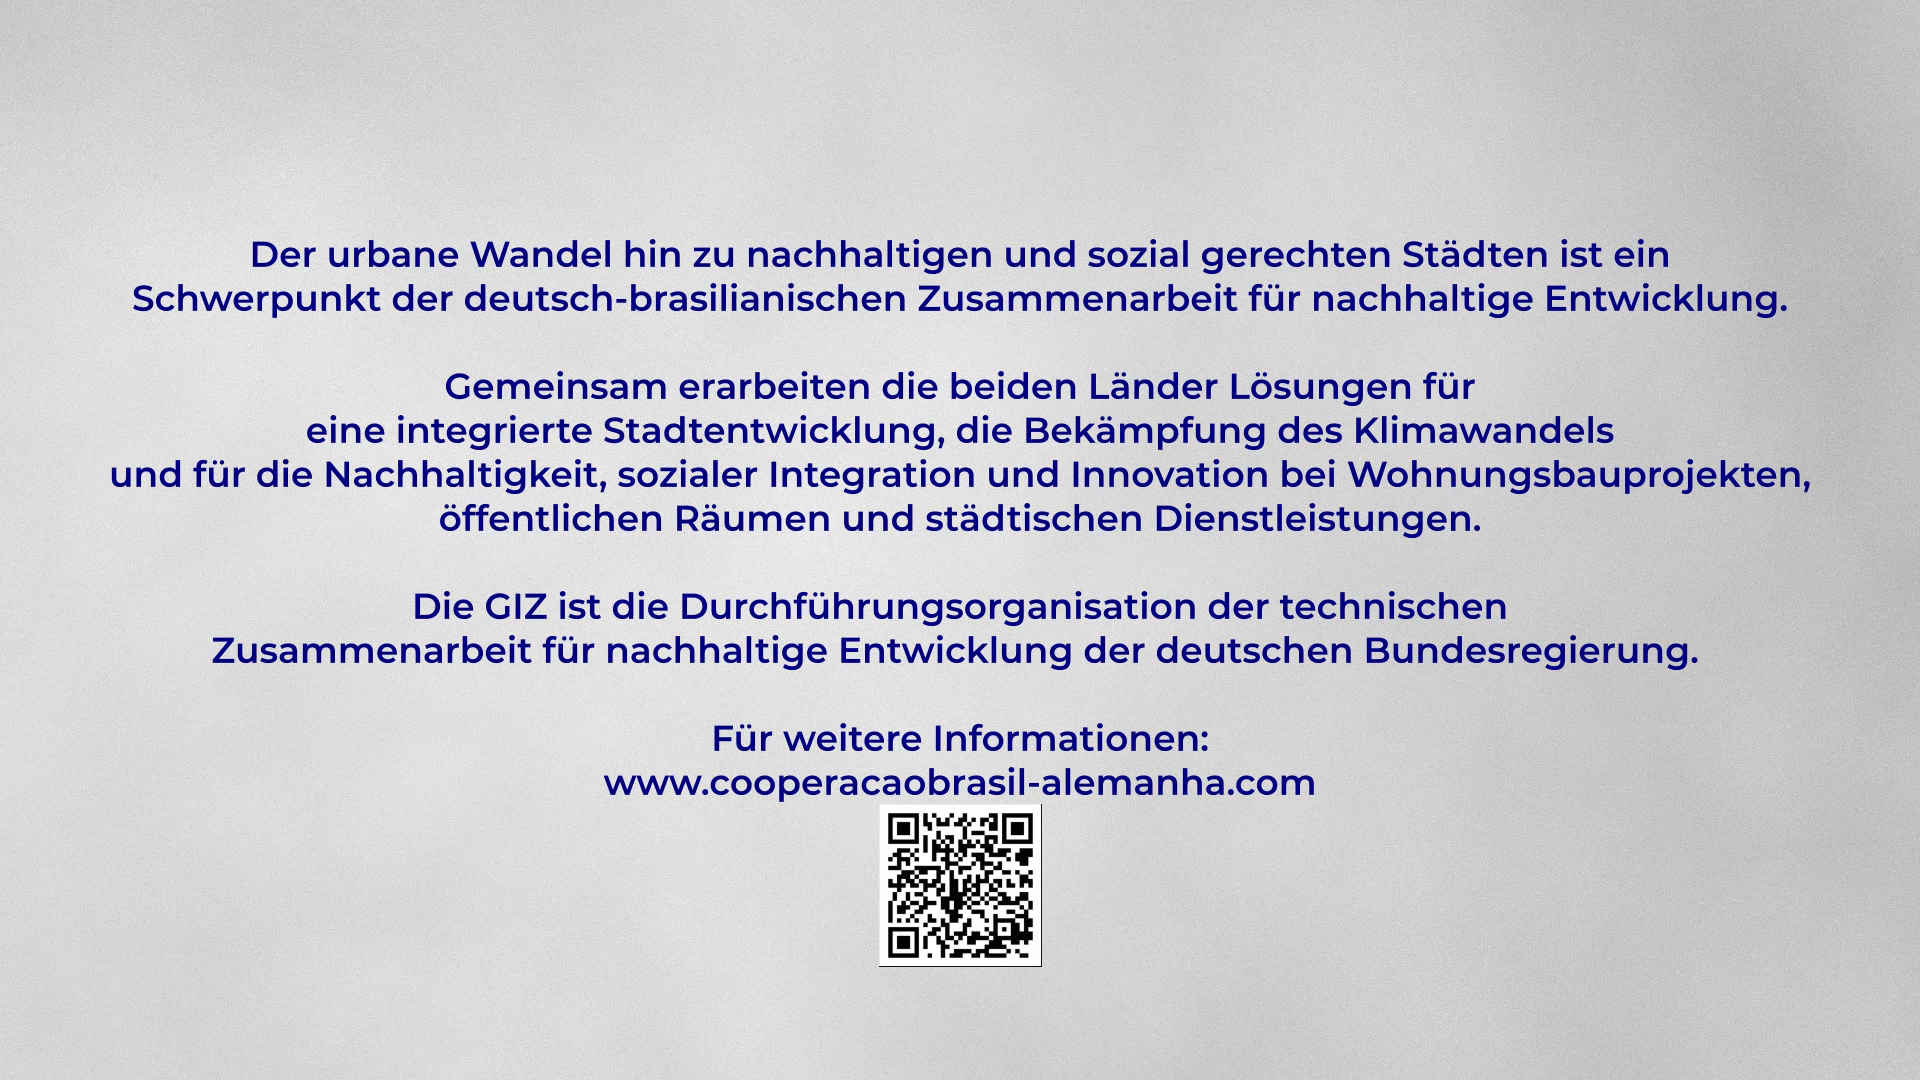 Der urbane Wandel hin zu nachhaltigen und sozial gerechten Städten ist ein
Schwerpunkt der deutsch-brasilianischen Zusammenarbeit für nachhaltige Entwicklung.
Gemeinsam erarbeiten die beiden Länder Lösungen für
eine integrierte Stadtentwicklung, die Bekämpfung des Klimawandels
und für die Nachhaltigkeit, sozialer Integration und Innovation bei Wohnungsbauprojekten,
öffentlichen Räumen und städtischen Dienstleistungen.
Die GIZ ist die Durchführungsorganisation der technischen
Zusammenarbeit für nachhaltige Entwicklung der deutschen Bundesregierung.
Für weitere Informationen:
www.cooperacaobrasil-alemanha.com